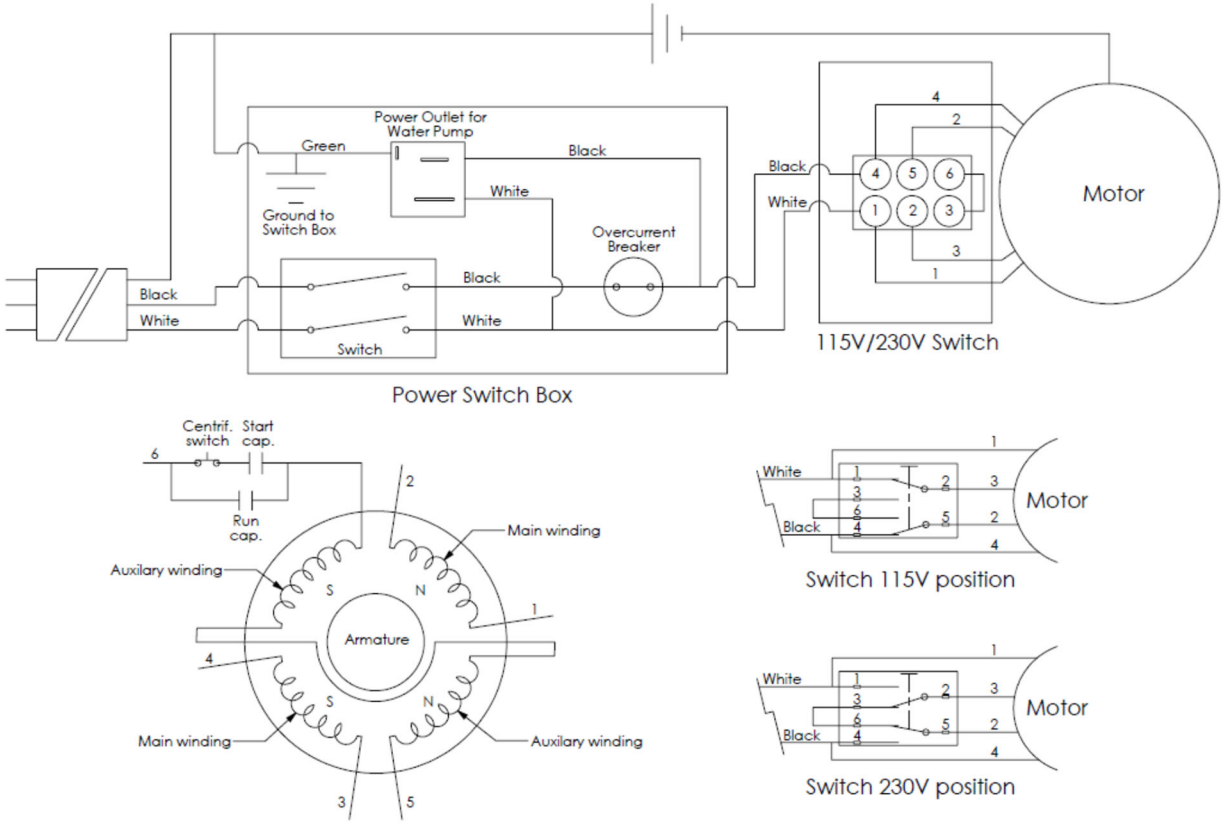 4
2
Power Outlet for
Water Pump
Green
Black
White
Ground to
Switch Box
Overcurrent
Breaker
Black
White
4 5 6
1 2 3
3
1
Motor
115V/230V Switch
Black
White
Black
White
Switch
Power Switch Box
Centrif.
switch
Start
cap.
6
Run
cap.
2
Main winding
Auxilary winding
S
N
1
Armature
4
S
N
Main winding
Auxilary winding
3
5
1
White
1
3
6
4
Black
2
5
3
2
4
Motor
Switch 115V position
1
White
1
3
6
4
Black
2
5
3
2
4
Motor
Switch 230V position